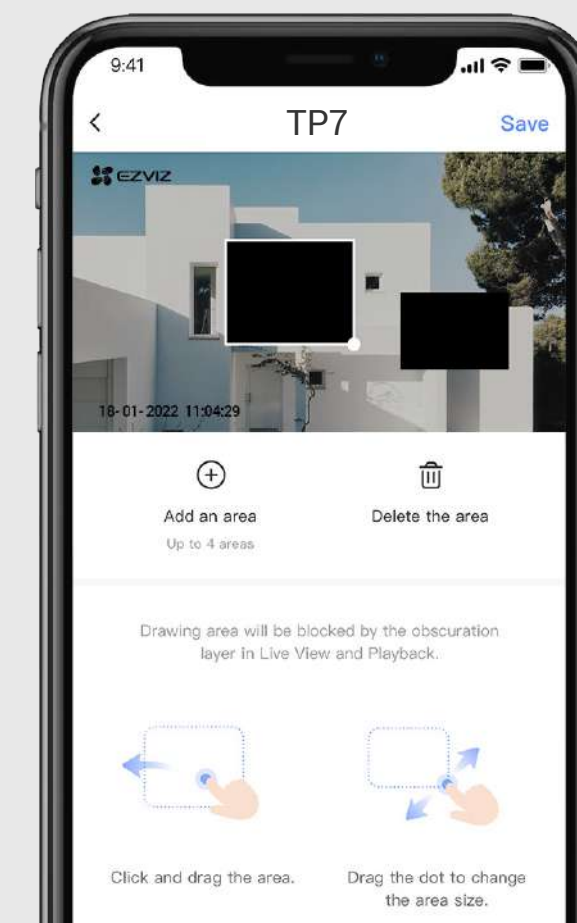 9:41
TP7
Save
EZVIZ
18-01-2022 11:04:29
Add an area
Delete the area
Up to 4 areas
Drawing area will be blocked by the obscuration
layer in Live View and Playback.
Click and drag the area.
Drag the dot to change
the area size.